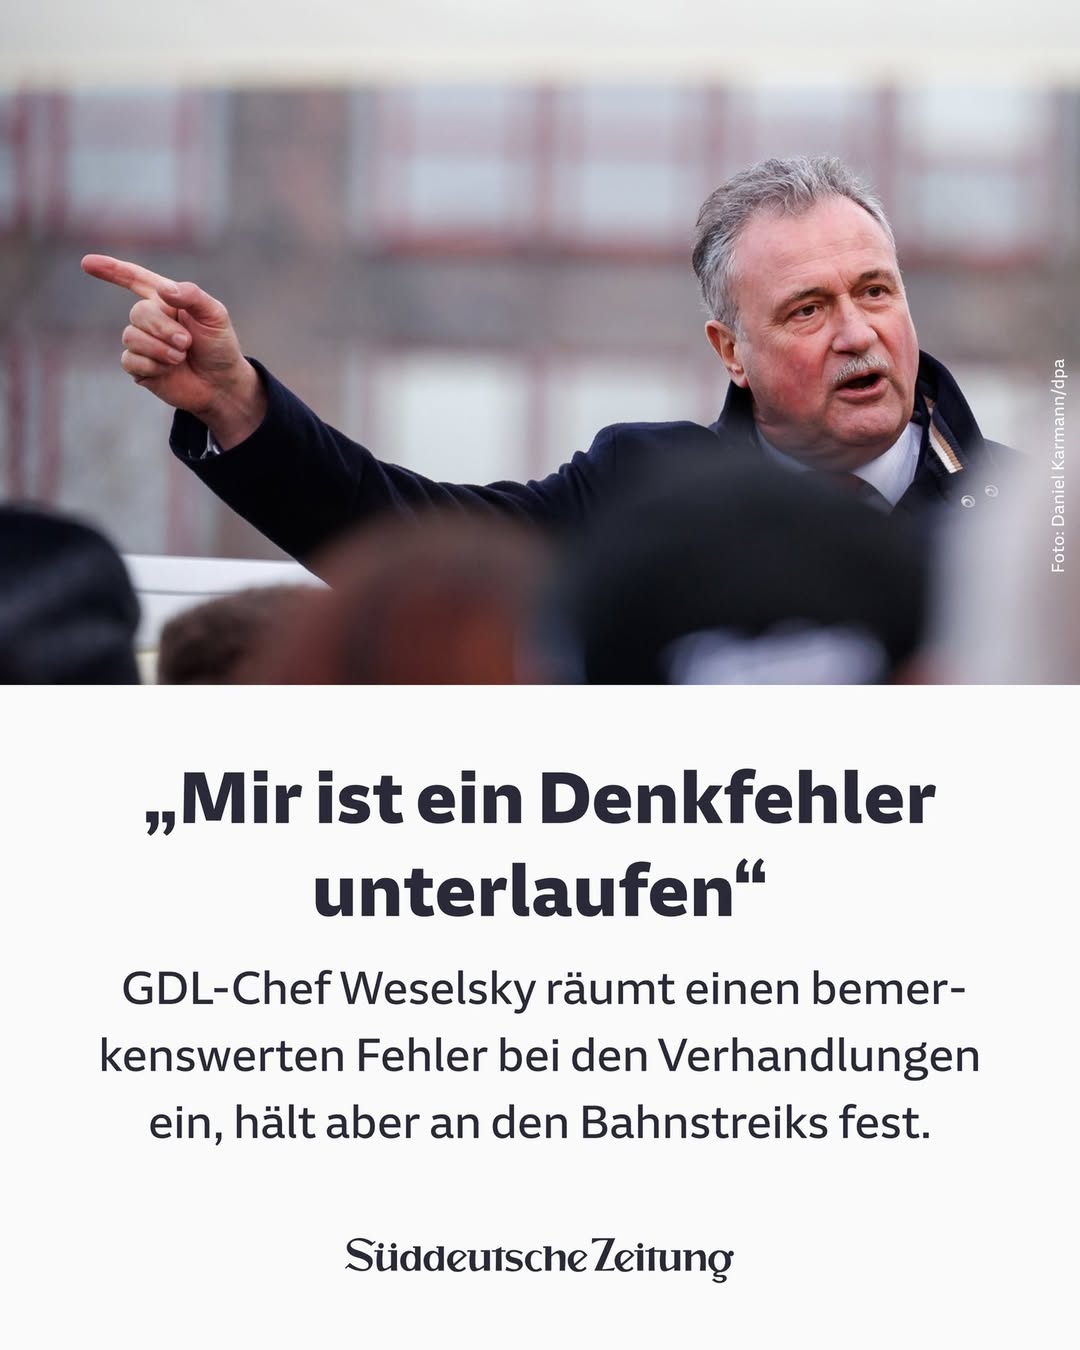 Foto: Daniel Karmann/dpa
„Mir ist ein Denkfehler
unterlaufen“
GDL-Chef Weselsky räumt einen bemer-
kenswerten Fehler bei den Verhandlungen
ein, hält aber an den Bahnstreiks fest.
Süddeutsche Zeitung